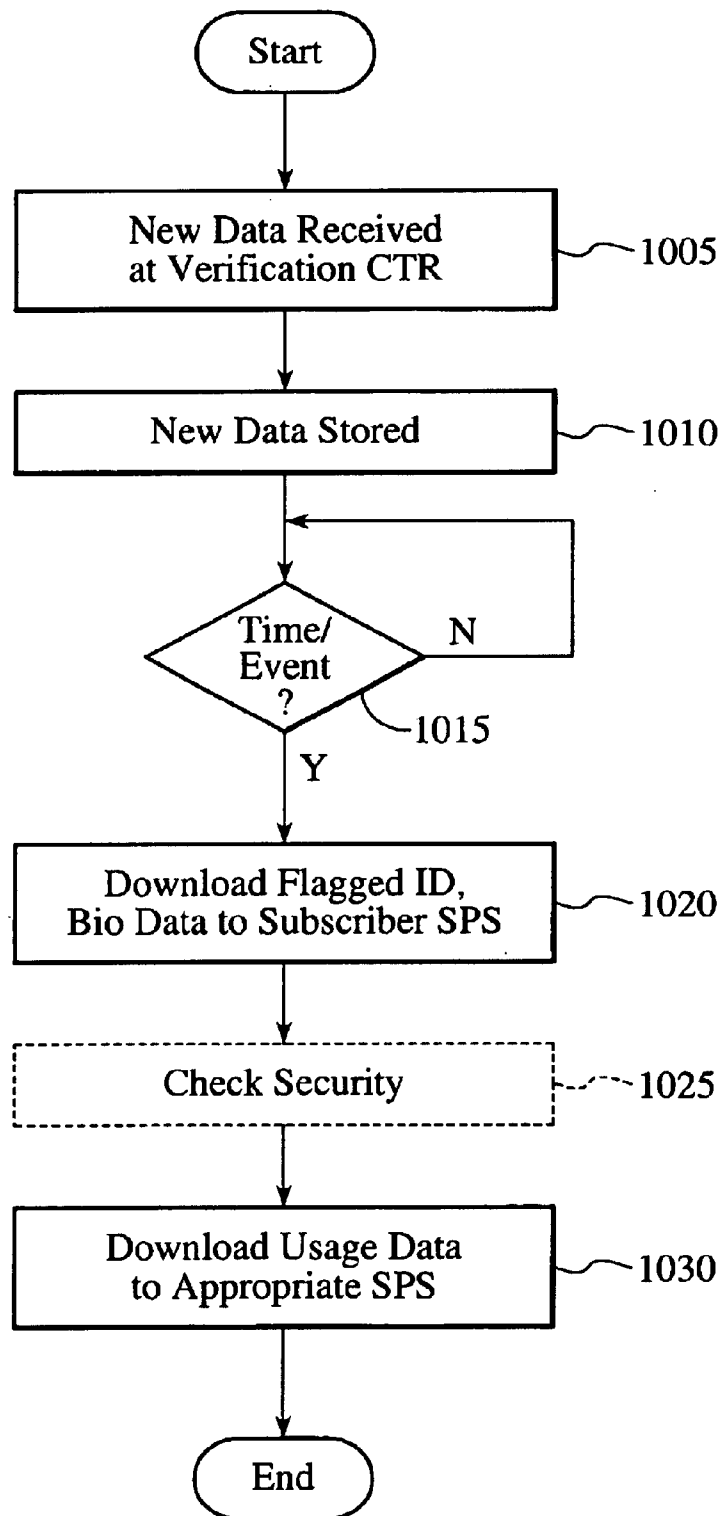 Start
New Data Received
at Verification CTR
1005
New Data Stored
1010
Time/
Event
?
N
1015
Y
Download Flagged ID,
Bio Data to Subscriber SPS
1020
Check Security
1025
Download Usage Data
to Appropriate SPS
1030
End